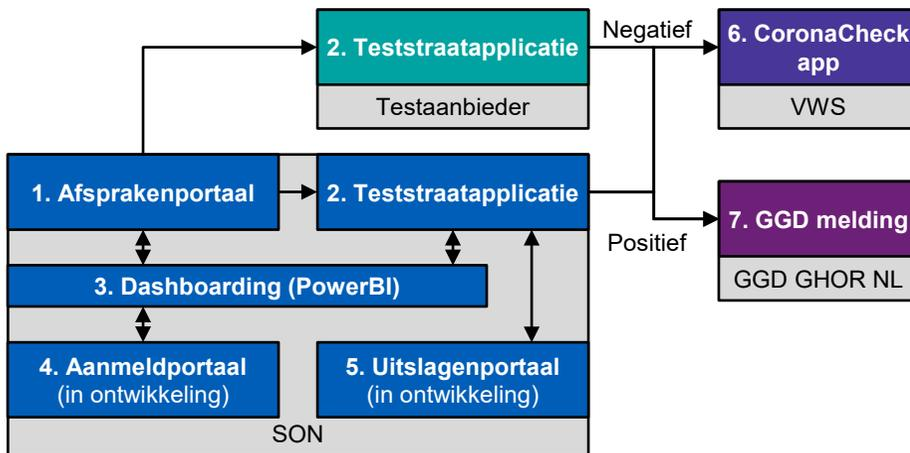 2. Teststraatapplicatie
Testaanbieder
Negatief
6. CoronaCheck
app
VWS
1. Afsprakenportaal
2. Teststraatapplicatie
Positief
7. GGD melding
GGD GHOR NL
3. Dashboarding (PowerBI)
4. Aanmeldportaal
(in ontwikkeling)
5. Uitslagenportaal
(in ontwikkeling)
SON